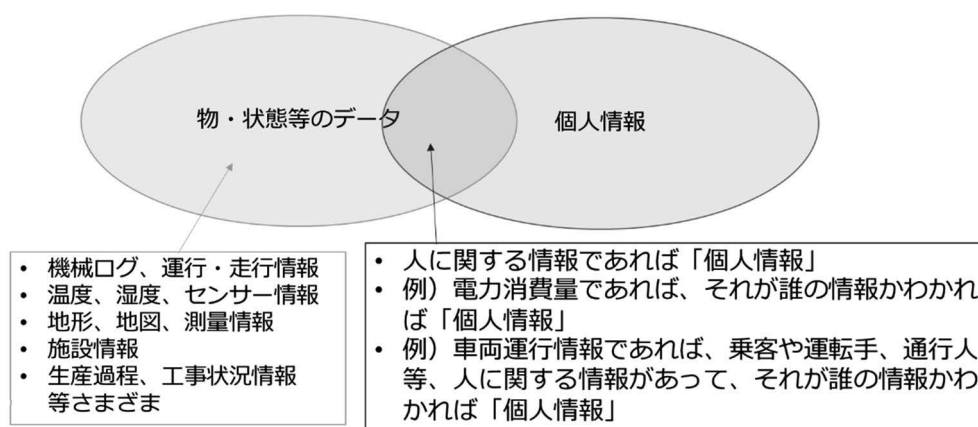 物・状態等のデータ
個人情報
• 機械ログ、運行・走行情報
• 温度、湿度、センサー情報
• 地形、地図、測量情報
• 施設情報
• 生産過程、工事状況情報
等さまざま
• 人に関する情報であれば「個人情報」
• 例）電力消費量であれば、それが誰の情報かわかれ
ば「個人情報」
• 例）車両運行情報であれば、乗客や運転手、通行人
等、人に関する情報があって、それが誰の情報かわ
かれば「個人情報」